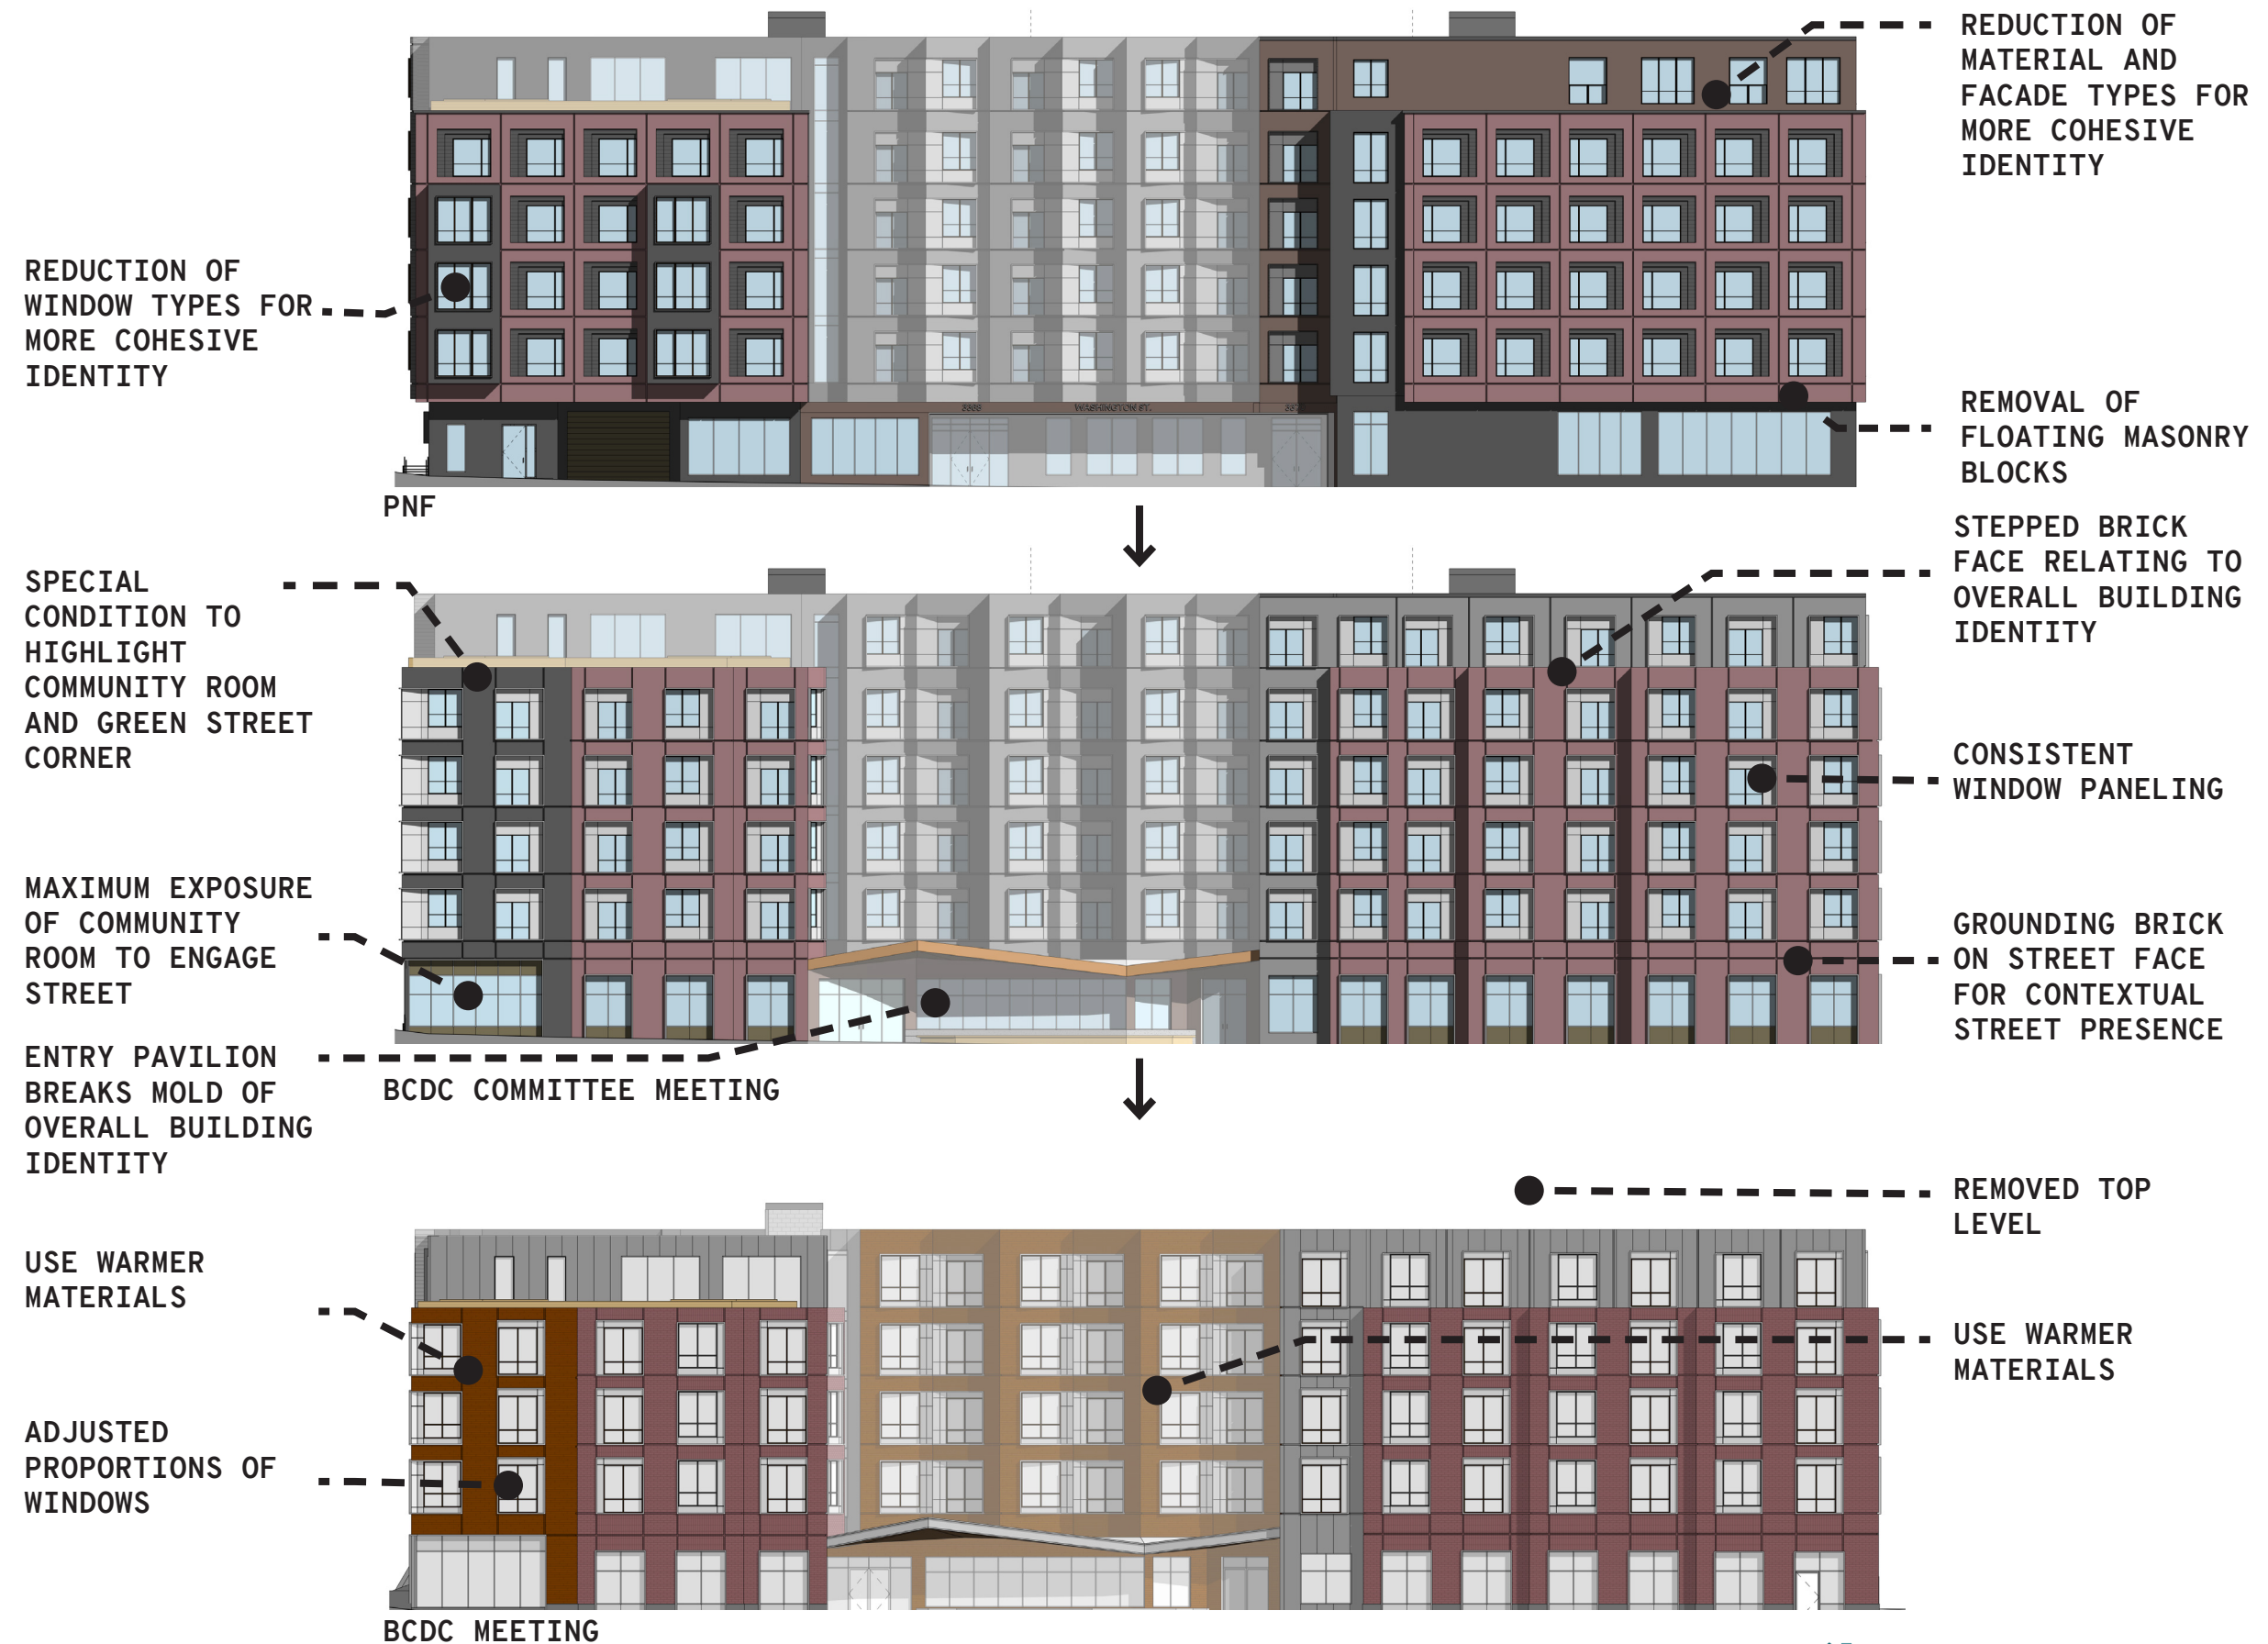 REDUCTION OF
MATERIAL AND
FACADE TYPES FOR
MORE COHESIVE
IDENTITY
REDUCTION OF
WINDOW TYPES FOR
MORE COHESIVE
IDENTITY
REMOVAL OF
FLOATING MASONRY
BLOCKS
WASHINGTON ST.
PNF
STEPPED BRICK
FACE RELATING TO
OVERALL BUILDING
IDENTITY
SPECIAL
CONDITION TO
HIGHLIGHT
COMMUNITY ROOM
AND GREEN STREET
CORNER
CONSISTENT
WINDOW PANELING
MAXIMUM EXPOSURE
OF COMMUNITY
ROOM TO ENGAGE
STREET
GROUNDING BRICK
ON STREET FACE
FOR CONTEXTUAL
STREET PRESENCE
ENTRY PAVILION
BREAKS MOLD OF
OVERALL BUILDING
IDENTITY
BCDC COMMITTEE MEETING
REMOVED TOP
LEVEL
USE WARMER
MATERIALS
USE WARMER
MATERIALS
ADJUSTED
PROPORTIONS OF
WINDOWS
BCDC MEETING